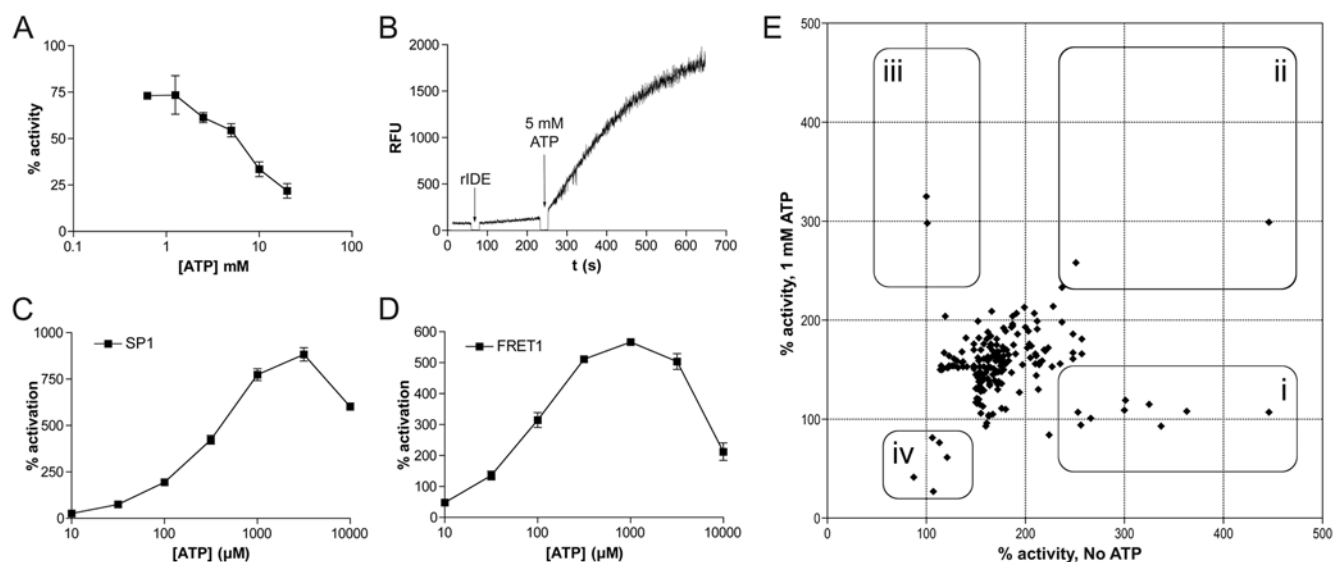 A
% activity
100
75
50
25
0
0.1
1
10
100
[ATP] mM
B
RFU
2000
1500
1000
500
0
rIDE
5 mM
ATP
0 100 200 300 400 500 600 700
t (s)
C
% activation
1000
750
500
250
0
SP1
10
100
1000
10000
[ATP] (µM)
D
% activation
600
500
400
300
200
100
0
FRET1
10
100
1000
10000
[ATP] (µM)
E
% activity, 1 mM ATP
500
400
300
200
100
0
iii
ii
i
iv
0
100
200
300
400
500
% activity, No ATP